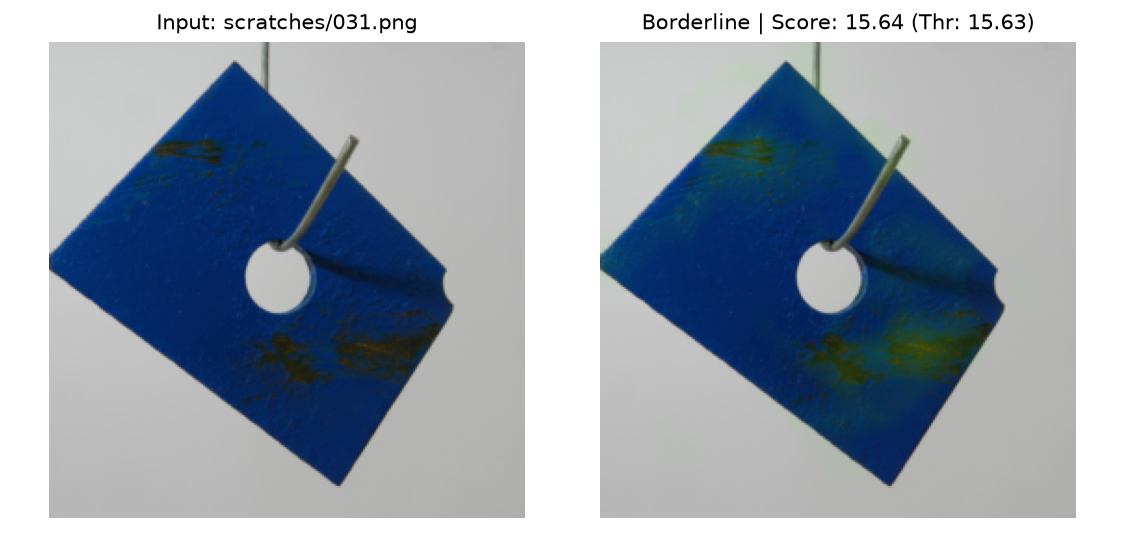 Input: scratches/031.png
Borderline | Score: 15.64 (Thr: 15.63)